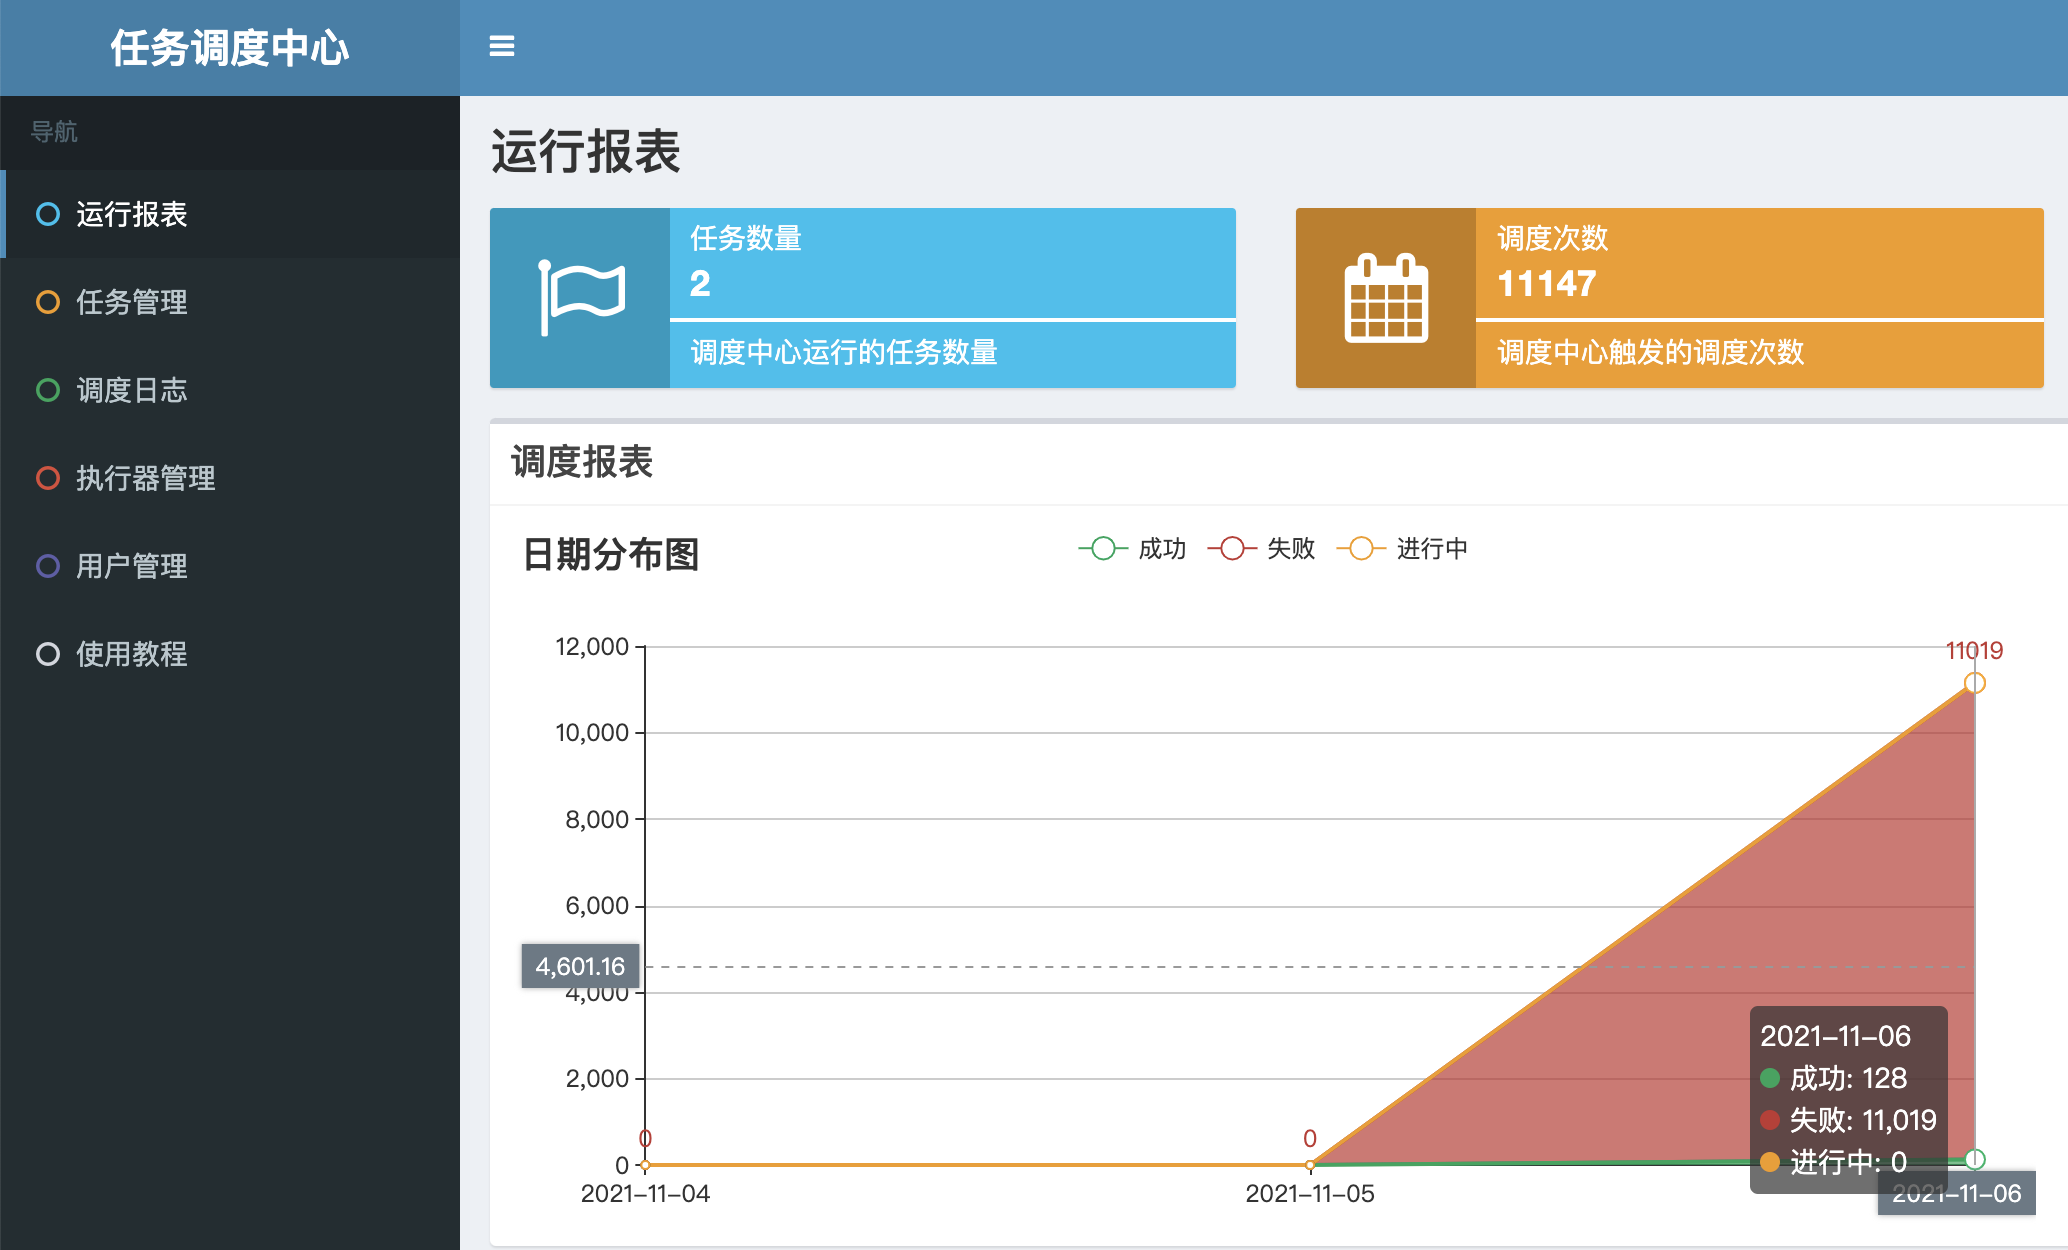 任务调度中心
导航
运行报表
任务管理
调度日志
执行器管理
用户管理
使用教程
运行报表
任务数量
2
调度中心运行的任务数量
调度次数
11147
调度中心触发的调度次数
调度报表
日期分布图
成功 失败 进行中
12,000
10,000
8,000
6,000
4,601.16
4,000
2,000
0
11019
0
0
2021-11-06
成功: 128
失败: 11,019
进行中: 0
2021-11-04
2021-11-05
2021-11-06